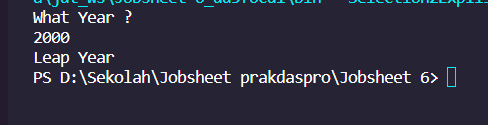 What Year ?
2000
Leap Year
PS D:\Sekolah\Jobsheet prakdaspro\Jobsheet 6>